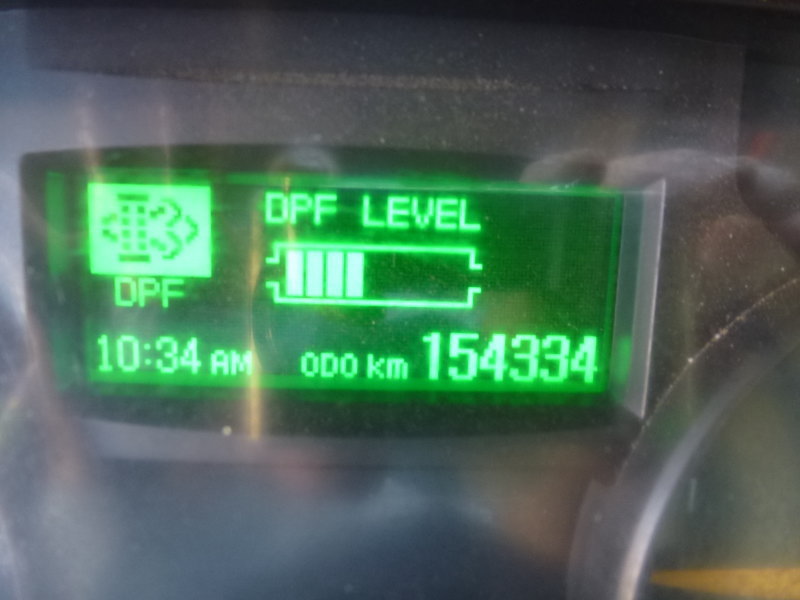 DPF LEVEL
DPF
10:34 AM ODO km 154334